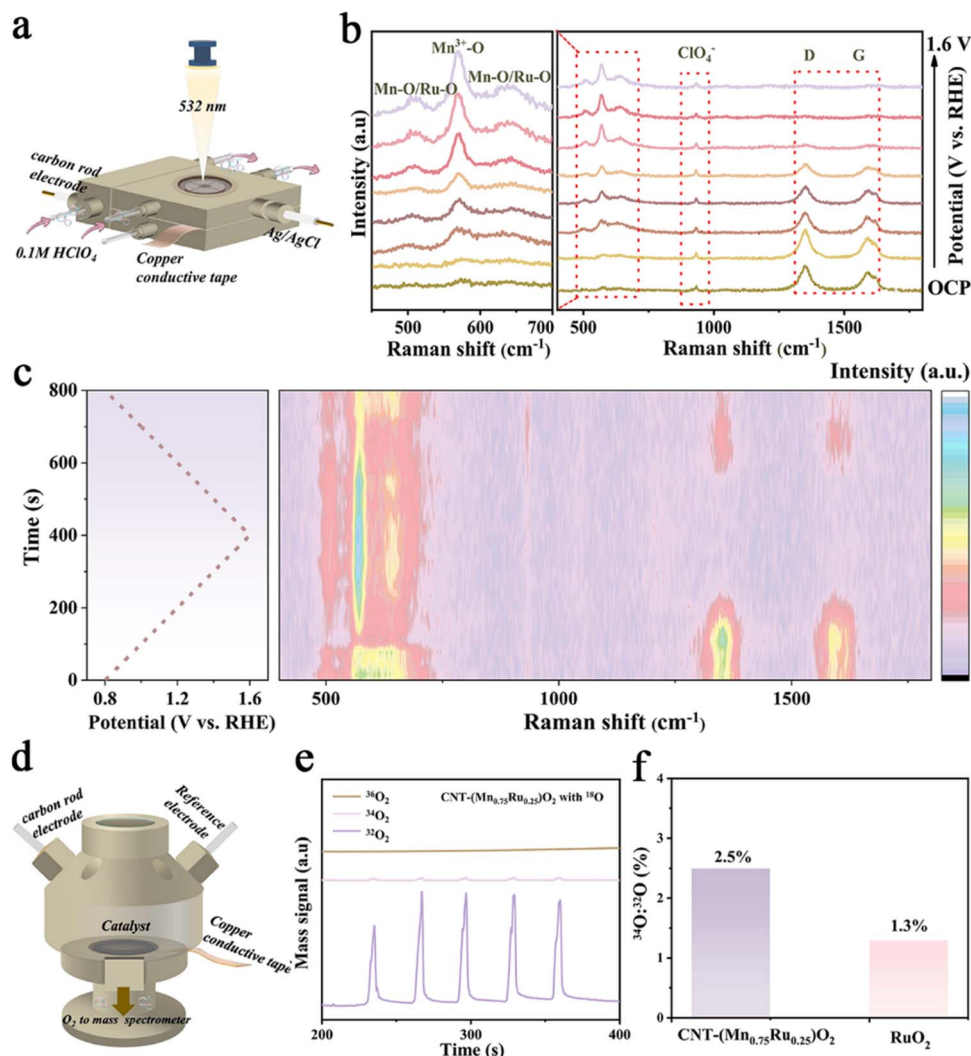 a
532 nm
carbon rod
electrode
0.1M HClO₄
Copper
conductive tape
Ag/AgCl
b
Mn³⁺-O
Mn-O/Ru-O
Mn-O/Ru-O
ClO₄⁻
D
G
1.6 V
OCP
Potential (V vs. RHE)
Intensity (a.u)
500
600
700
Raman shift (cm⁻¹)
500
1000
1500
Raman shift (cm⁻¹)
c
Intensity (a.u.)
Time (s)
800
600
400
200
0
0.8
1.2
1.6
Potential (V vs. RHE)
500
1000
1500
Raman shift (cm⁻¹)
d
carbon rod
electrode
Reference
electrode
Catalyst
Copper
conductive tape
O₂ to mass spectrometer
e
³⁶O₂
³⁴O₂
³²O₂
CNT-(Mn₀.₇₅Ru₀.₂₅)O₂ with ¹⁸O
Mass signal (a.u)
200
250
300
350
400
Time (s)
f
³⁴O:³²O (%)
4
3
2
1
0
2.5%
1.3%
CNT-(Mn₀.₇₅Ru₀.₂₅)O₂
RuO₂